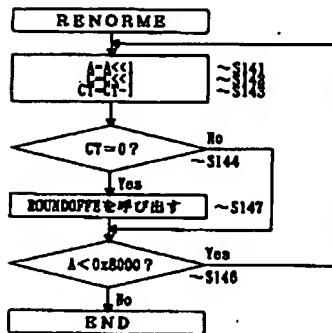 RENORME
A=A<<1 ~S141
C=C<<1
CT=CT-1 ~S143
CT=0?
No
~S144
Yes
ROUNDOFFEを呼び出す ~S147
A<0x8000?
Yes
~S146
No
END